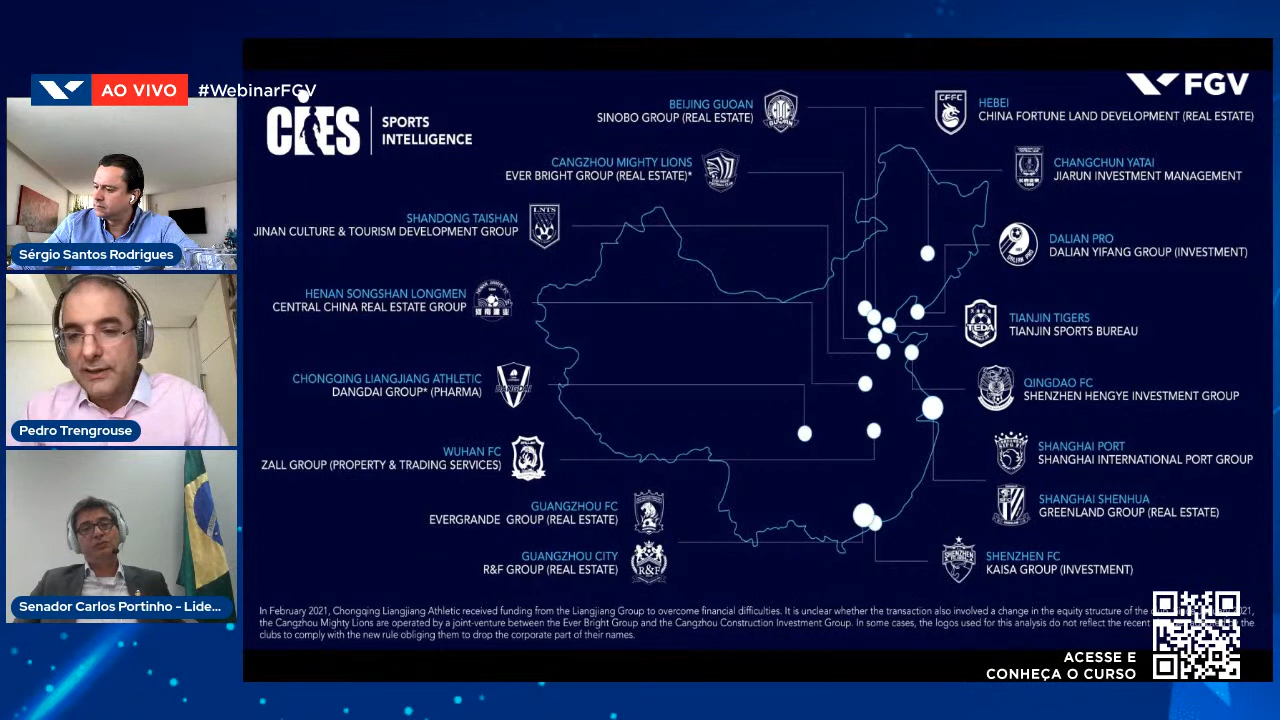 AO VIVO
#WebinarFGV
FGV
CIES
SPORTS
INTELLIGENCE
Sérgio Santos Rodrigues
Pedro Trengrouse
Senador Carlos Portinho - Lide...
BEIJING GUOAN
SINOBO GROUP (REAL ESTATE)
CANGZHOU MIGHTY LIONS
EVER BRIGHT GROUP (REAL ESTATE)*
SHANDONG TAISHAN
JINAN CULTURE & TOURISM DEVELOPMENT GROUP
HENAN SONGSHAN LONGMEN
CENTRAL CHINA REAL ESTATE GROUP
CHONGQING LIANGJIANG ATHLETIC
DANGDAI GROUP* (PHARMA)
WUHAN FC
ZALL GROUP (PROPERTY & TRADING SERVICES)
GUANGZHOU FC
EVERGRANDE GROUP (REAL ESTATE)
GUANGZHOU CITY
R&F GROUP (REAL ESTATE)
R&F
HEBEI
CHINA FORTUNE LAND DEVELOPMENT (REAL ESTATE)
CFFC
CHANGCHUN YATAI
JIARUN INVESTMENT MANAGEMENT
DALIAN PRO
DALIAN YIFANG GROUP (INVESTMENT)
TIANJIN TIGERS
TIANJIN SPORTS BUREAU
TEDA
QINGDAO FC
SHENZHEN HENGYE INVESTMENT GROUP
SHANGHAI PORT
SHANGHAI INTERNATIONAL PORT GROUP
SHANGHAI SHENHUA
GREENLAND GROUP (REAL ESTATE)
SHENZHEN FC
KAISA GROUP (INVESTMENT)
SHENZHEN
LNTS
In February 2021, Chongqing Liangjiang Athletic received funding from the Liangjiang Group to overcome financial difficulties. It is unclear whether the transaction also involved a change in the equity structure of the 2021,
the Cangzhou Mighty Lions are operated by a joint-venture between the Ever Bright Group and the Cangzhou Construction Investment Group. In some cases, the logos used for this analysis do not reflect the recent the
clubs to comply with the new rule obliging them to drop the corporate part of their names.
ACESSE E
CONHEÇA O CURSO